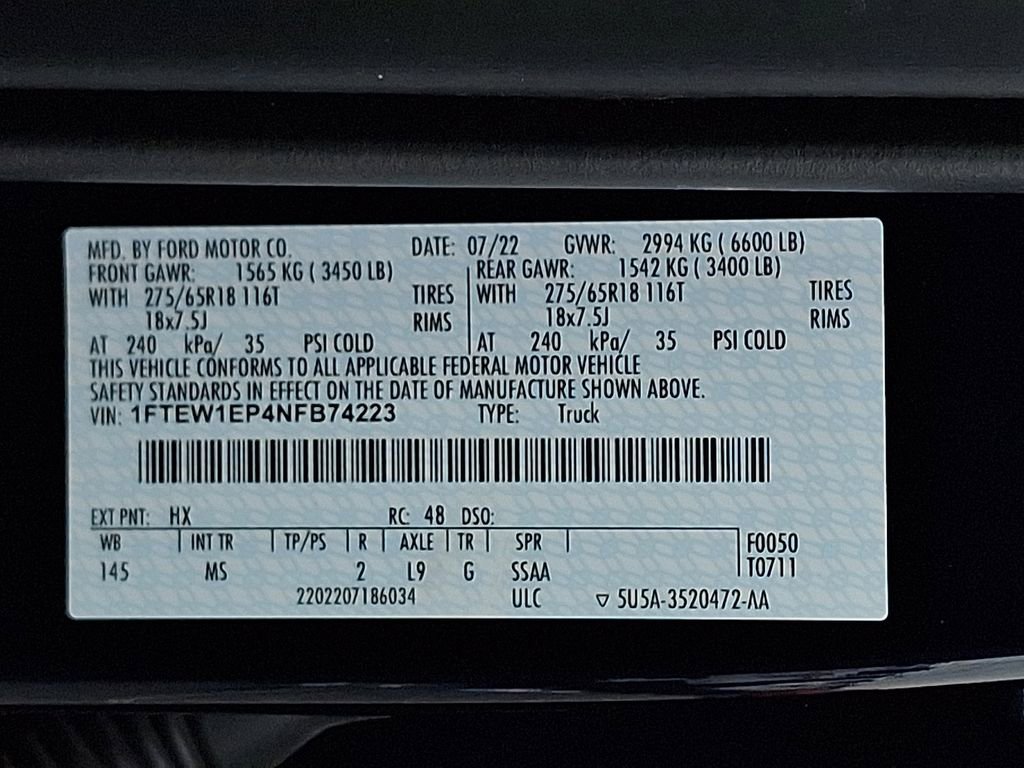 MFD. BY FORD MOTOR CO. DATE: 07/22 GVWR: 2994 KG ( 6600 LB)
FRONT GAWR: 1565 KG ( 3450 LB) REAR GAWR: 1542 KG ( 3400 LB)
WITH 275/65R18 116T TIRES WITH 275/65R18 116T TIRES
18x7.5J RIMS 18x7.5J RIMS
AT 240 kPa/ 35 PSI COLD AT 240 kPa/ 35 PSI COLD
THIS VEHICLE CONFORMS TO ALL APPLICABLE FEDERAL MOTOR VEHICLE
SAFETY STANDARDS IN EFFECT ON THE DATE OF MANUFACTURE SHOWN ABOVE.
VIN: 1FTEW1EP4NFB74223 TYPE: Truck
EXT PNT: HX RC: 48 DSO:
WB INT TR TP/PS R AXLE TR SPR F0050
145 MS 2 L9 G SSAA T0711
2202207186034 ULC ▽ 5U5A-3520472-AA